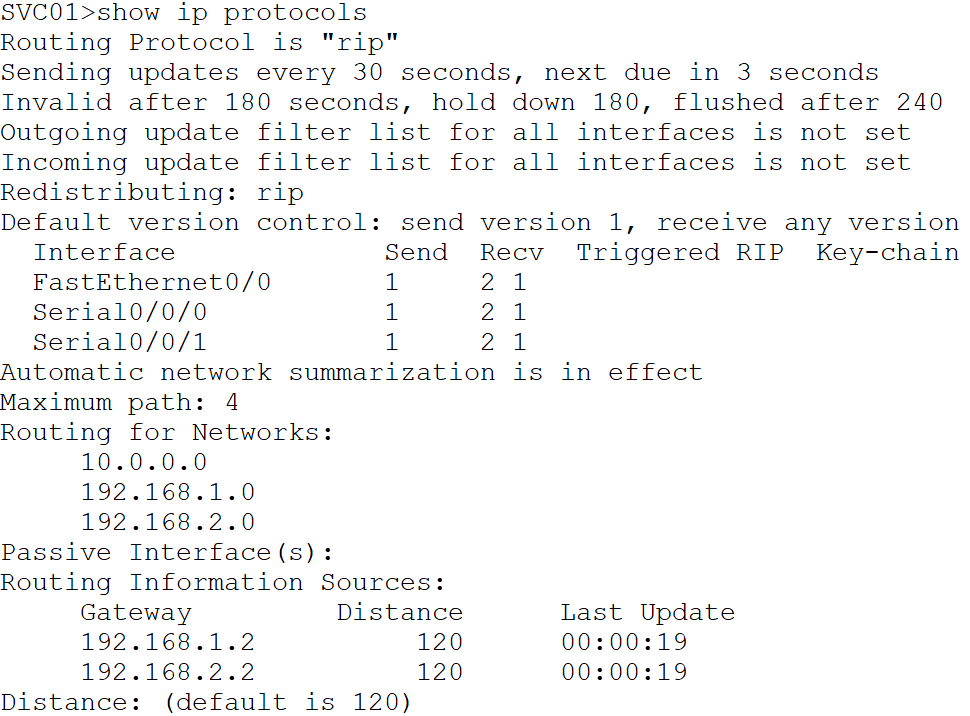 SVC01>show ip protocols
Routing Protocol is "rip"
Sending updates every 30 seconds, next due in 3 seconds
Invalid after 180 seconds, hold down 180, flushed after 240
Outgoing update filter list for all interfaces is not set
Incoming update filter list for all interfaces is not set
Redistributing: rip
Default version control: send version 1, receive any version
  Interface             Send  Recv  Triggered RIP  Key-chain
  FastEthernet0/0       1     2 1
  Serial0/0/0           1     2 1
  Serial0/0/1           1     2 1
Automatic network summarization is in effect
Maximum path: 4
Routing for Networks:
     10.0.0.0
     192.168.1.0
     192.168.2.0
Passive Interface(s):
Routing Information Sources:
     Gateway         Distance      Last Update
     192.168.1.2          120      00:00:19
     192.168.2.2          120      00:00:19
Distance: (default is 120)